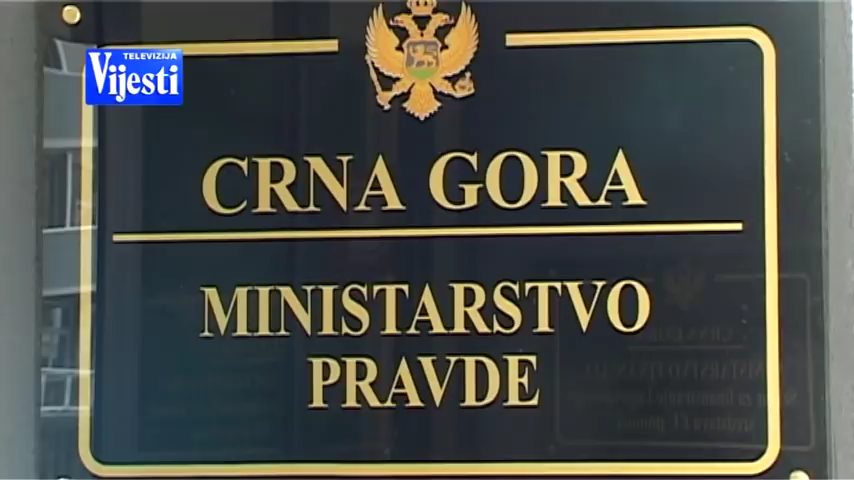 TELEVIZIJA
Vijesti
CRNA GORA
MINISTARSTVO
PRAVDE